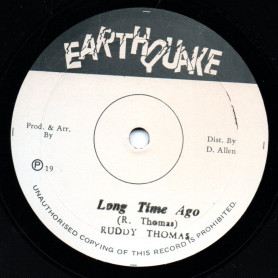 EARTHQUAKE
Prod. & Arr.
By
Dist. By
D. Allen
Ⓟ 19
Long Time Ago
(R. Thomas)
RUDDY THOMAS
UNAUTHORISED COPYING OF THIS RECORD IS PROHIBITED.